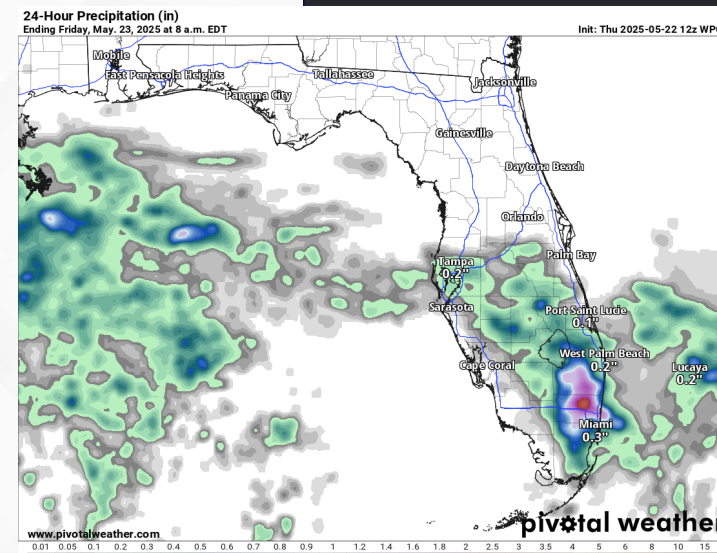 24-Hour Precipitation (in)
Ending Friday, May. 23, 2025 at 8 a.m. EDT
Init: Thu 2025-05-22 12z WPC
Mobile
East Pensacola Heights
Tallahassee
Jacksonville
Panama City
Gainesville
Daytona Beach
Orlando
Palm Bay
Tampa
0.2"
Sarasota
Port Saint Lucie
0.1"
West Palm Beach
0.2"
Cape Coral
Lucaya
0.2"
Miami
0.3"
www.pivotalweather.com
pivotal weather
0.01 0.05 0.1 0.2 0.3 0.4 0.5 0.6 0.7 0.8 0.9 1 1.2 1.4 1.6 1.8 2 2.5 3 3.5 4 5 6 8 10 15